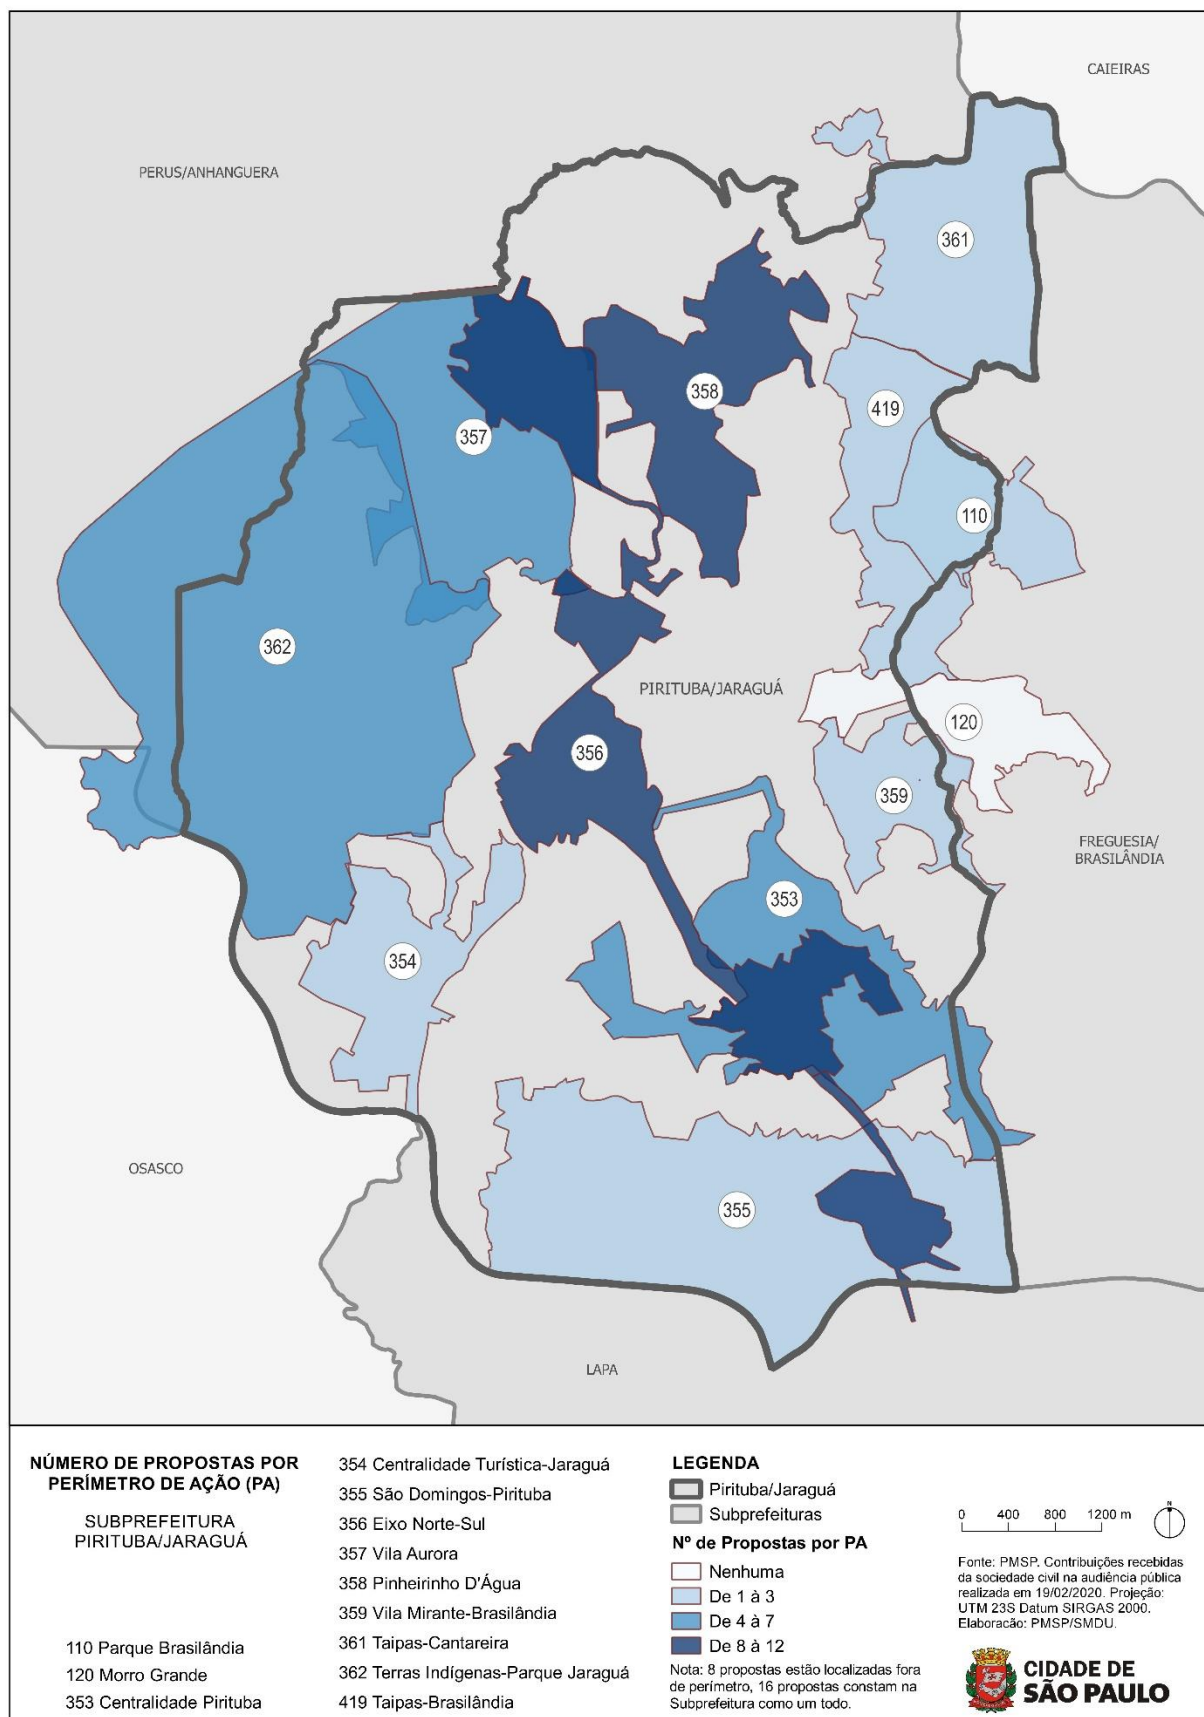 CAIEIRAS
PERUS/ANHANGUERA
361
358
419
357
110
362
PIRITUBA/JARAGUÁ
120
356
359
FREGUESIA/
BRASILÂNDIA
353
354
OSASCO
355
LAPA
NÚMERO DE PROPOSTAS POR
PERÍMETRO DE AÇÃO (PA)
SUBPREFEITURA
PIRITUBA/JARAGUÁ
110 Parque Brasilândia
120 Morro Grande
353 Centralidade Pirituba
354 Centralidade Turística-Jaraguá
355 São Domingos-Pirituba
356 Eixo Norte-Sul
357 Vila Aurora
358 Pinheirinho D'Água
359 Vila Mirante-Brasilândia
361 Taipas-Cantareira
362 Terras Indígenas-Parque Jaraguá
419 Taipas-Brasilândia
LEGENDA
Pirituba/Jaraguá
Subprefeituras
Nº de Propostas por PA
Nenhuma
De 1 à 3
De 4 à 7
De 8 à 12
Nota: 8 propostas estão localizadas fora
de perímetro, 16 propostas constam na
Subprefeitura como um todo.
0 400 800 1200 m
N
Fonte: PMSP. Contribuições recebidas
da sociedade civil na audiência pública
realizada em 19/02/2020. Projeção:
UTM 23S Datum SIRGAS 2000.
Elaboracão: PMSP/SMDU.
CIDADE DE
SÃO PAULO